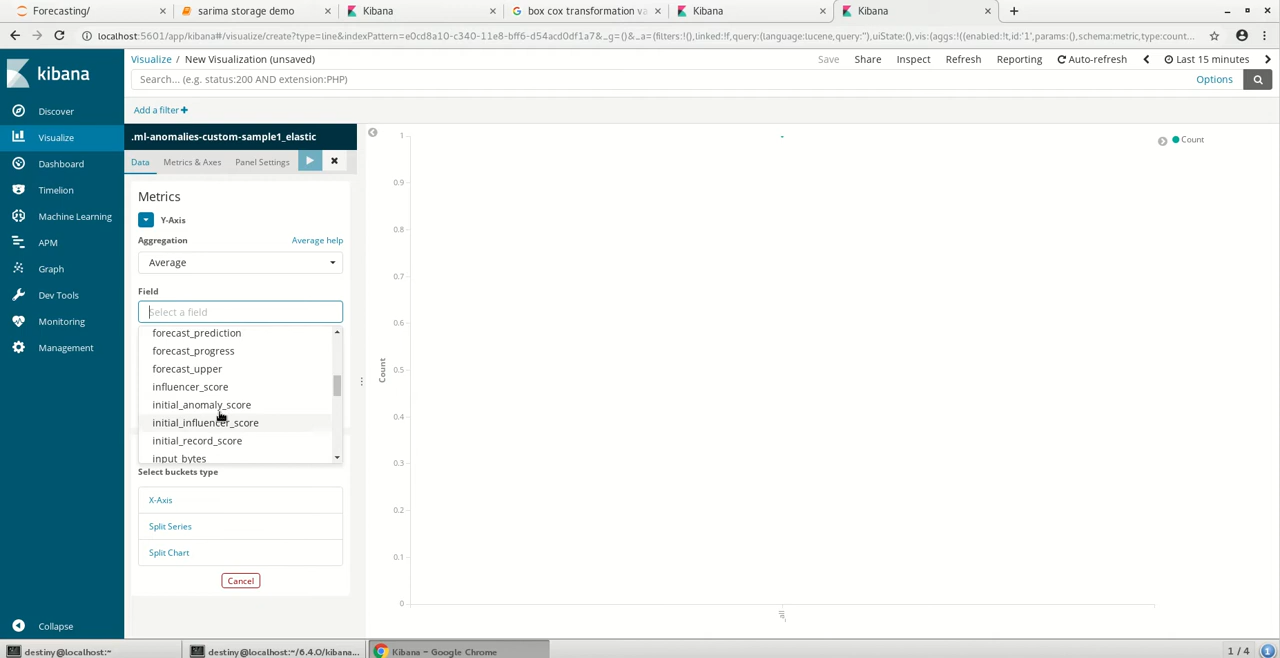 Forecasting/
sarima storage demo
Kibana
box cox transformation va
Kibana
Kibana
localhost:5601/app/kibana#/visualize/create?type=line&indexPattern=e0cd8a10-c340-11e8-bff6-d54acd0df1a7&_g=()&_a=(filters:!(),linked:!f,query:(language:lucene,query:''),uiState:(),vis:(aggs:!((enabled:!t,id:'1',params:(),schema:metric,type:count...
kibana
Visualize / New Visualization (unsaved)
Save Share Inspect Refresh Reporting Auto-refresh Last 15 minutes
Search... (e.g. status:200 AND extension:PHP)
Options
Discover
Visualize
Dashboard
Timelion
Machine Learning
APM
Graph
Dev Tools
Monitoring
Management
Collapse
Add a filter +
.ml-anomalies-custom-sample1_elastic
Data Metrics & Axes Panel Settings
Metrics
Y-Axis
Aggregation
Average help
Average
Field
Select a field
forecast_prediction
forecast_progress
forecast_upper
influencer_score
initial_anomaly_score
initial_influencer_score
initial_record_score
input_bytes
Select buckets type
X-Axis
Split Series
Split Chart
Cancel
1
0.9
0.8
0.7
0.6
0.5
0.4
0.3
0.2
0.1
0
Count
_all
Count
destiny@localhost:~
destiny@localhost:~/6.4.0/kibana...
Kibana – Google Chrome
1 / 4